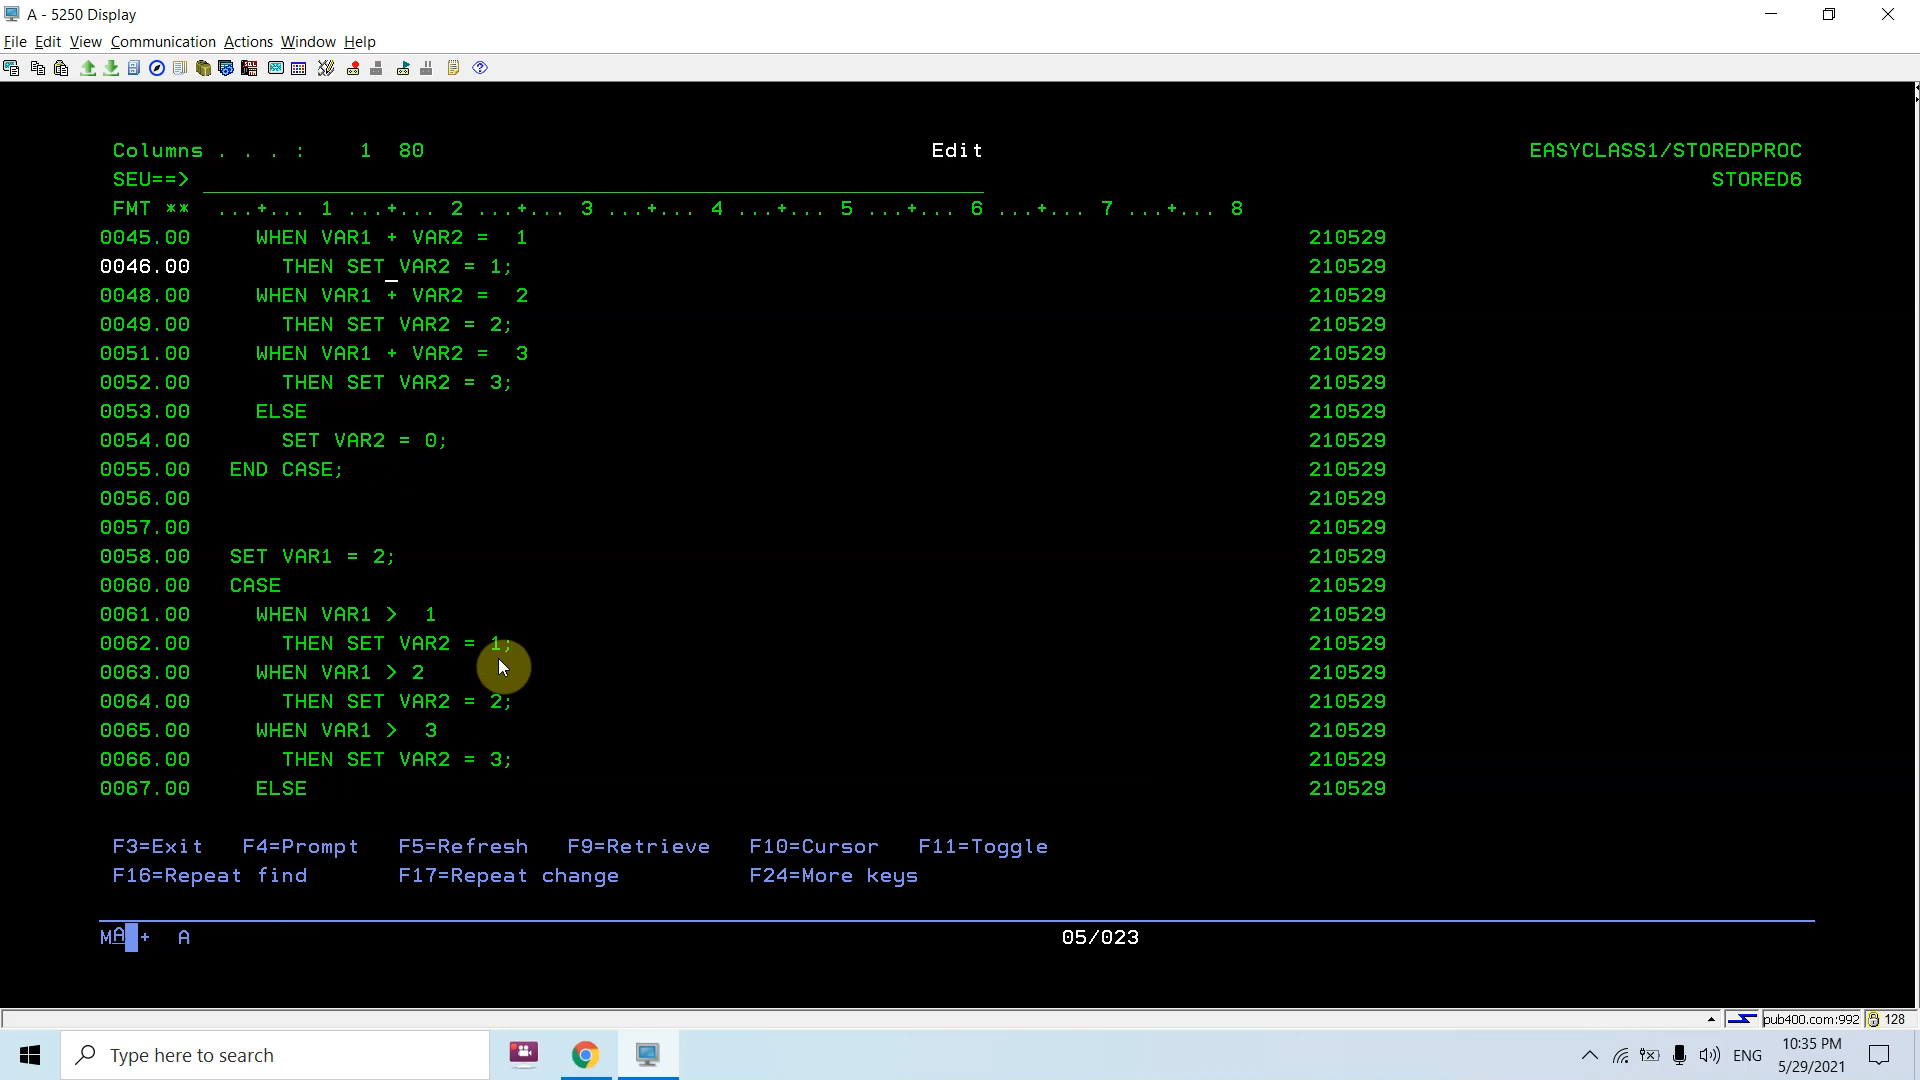 A - 5250 Display
File Edit View Communication Actions Window Help
Columns . . . : 1 80 Edit EASYCLASS1/STOREDPROC
SEU==> STORED6
FMT ** ...+... 1 ...+... 2 ...+... 3 ...+... 4 ...+... 5 ...+... 6 ...+... 7 ...+... 8
0045.00 WHEN VAR1 + VAR2 = 1 210529
0046.00 THEN SET VAR2 = 1; 210529
0048.00 WHEN VAR1 + VAR2 = 2 210529
0049.00 THEN SET VAR2 = 2; 210529
0051.00 WHEN VAR1 + VAR2 = 3 210529
0052.00 THEN SET VAR2 = 3; 210529
0053.00 ELSE 210529
0054.00 SET VAR2 = 0; 210529
0055.00 END CASE; 210529
0056.00 210529
0057.00 210529
0058.00 SET VAR1 = 2; 210529
0060.00 CASE 210529
0061.00 WHEN VAR1 > 1 210529
0062.00 THEN SET VAR2 = 1; 210529
0063.00 WHEN VAR1 > 2 210529
0064.00 THEN SET VAR2 = 2; 210529
0065.00 WHEN VAR1 > 3 210529
0066.00 THEN SET VAR2 = 3; 210529
0067.00 ELSE 210529
F3=Exit F4=Prompt F5=Refresh F9=Retrieve F10=Cursor F11=Toggle
F16=Repeat find F17=Repeat change F24=More keys
MA + A 05/023
pub400.com:992 128
Type here to search ENG 10:35 PM
5/29/2021